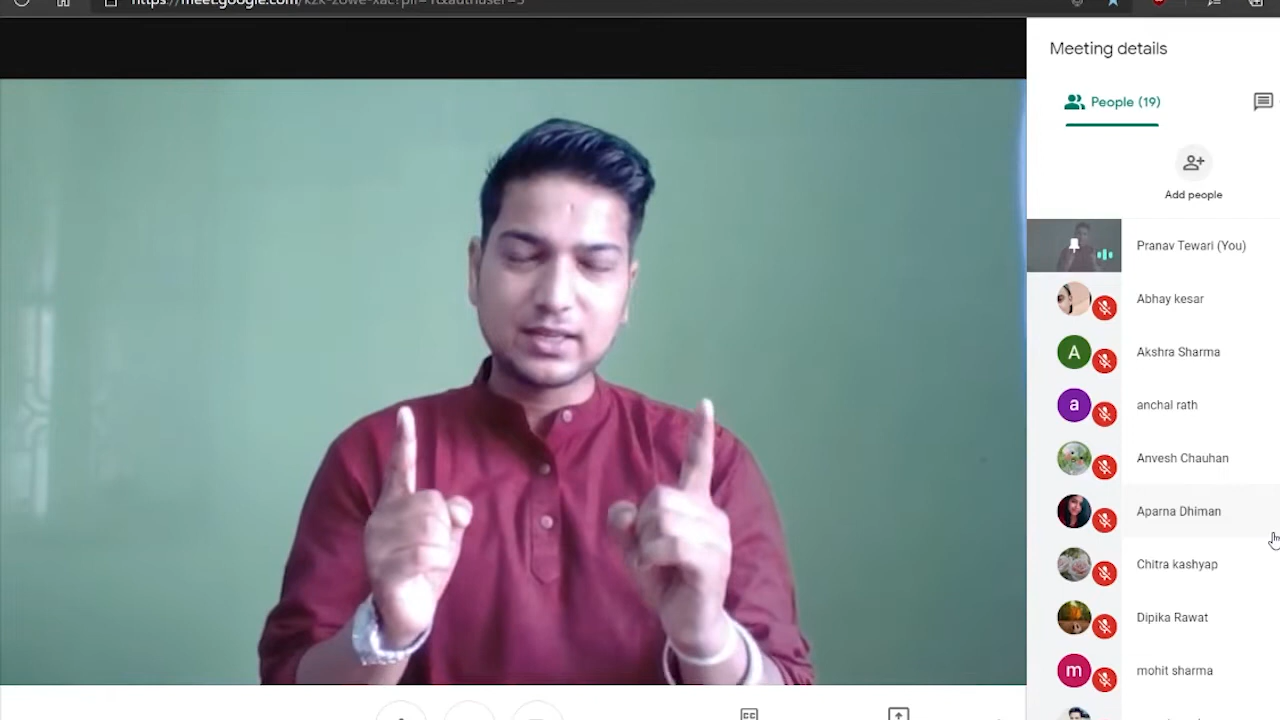 Meeting details
People (19)
Add people
Pranav Tewari (You)
Abhay kesar
A
Akshra Sharma
a
anchal rath
Anvesh Chauhan
Aparna Dhiman
Chitra kashyap
Dipika Rawat
m
mohit sharma
CC